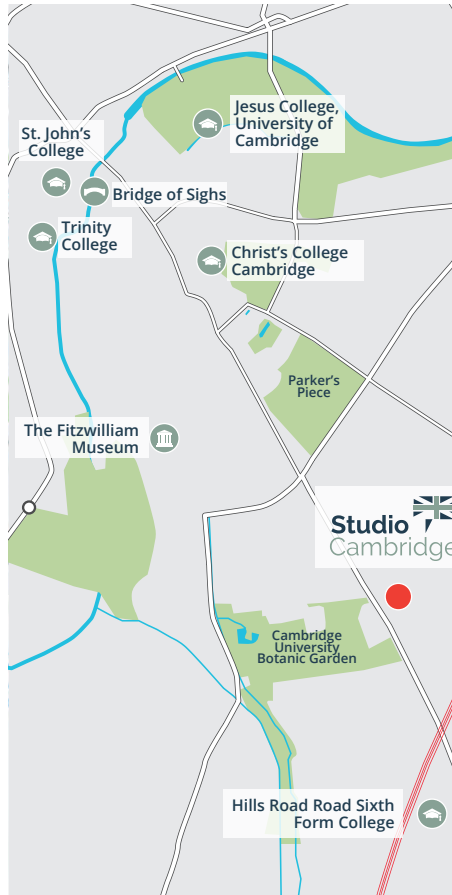 Jesus College,
University of
Cambridge
St. John's
College
Bridge of Sighs
Trinity
College
Christ's College
Cambridge
Parker's
Piece
The Fitzwilliam
Museum
Studio
Cambridge
Cambridge
University
Botanic Garden
Hills Road Road Sixth
Form College